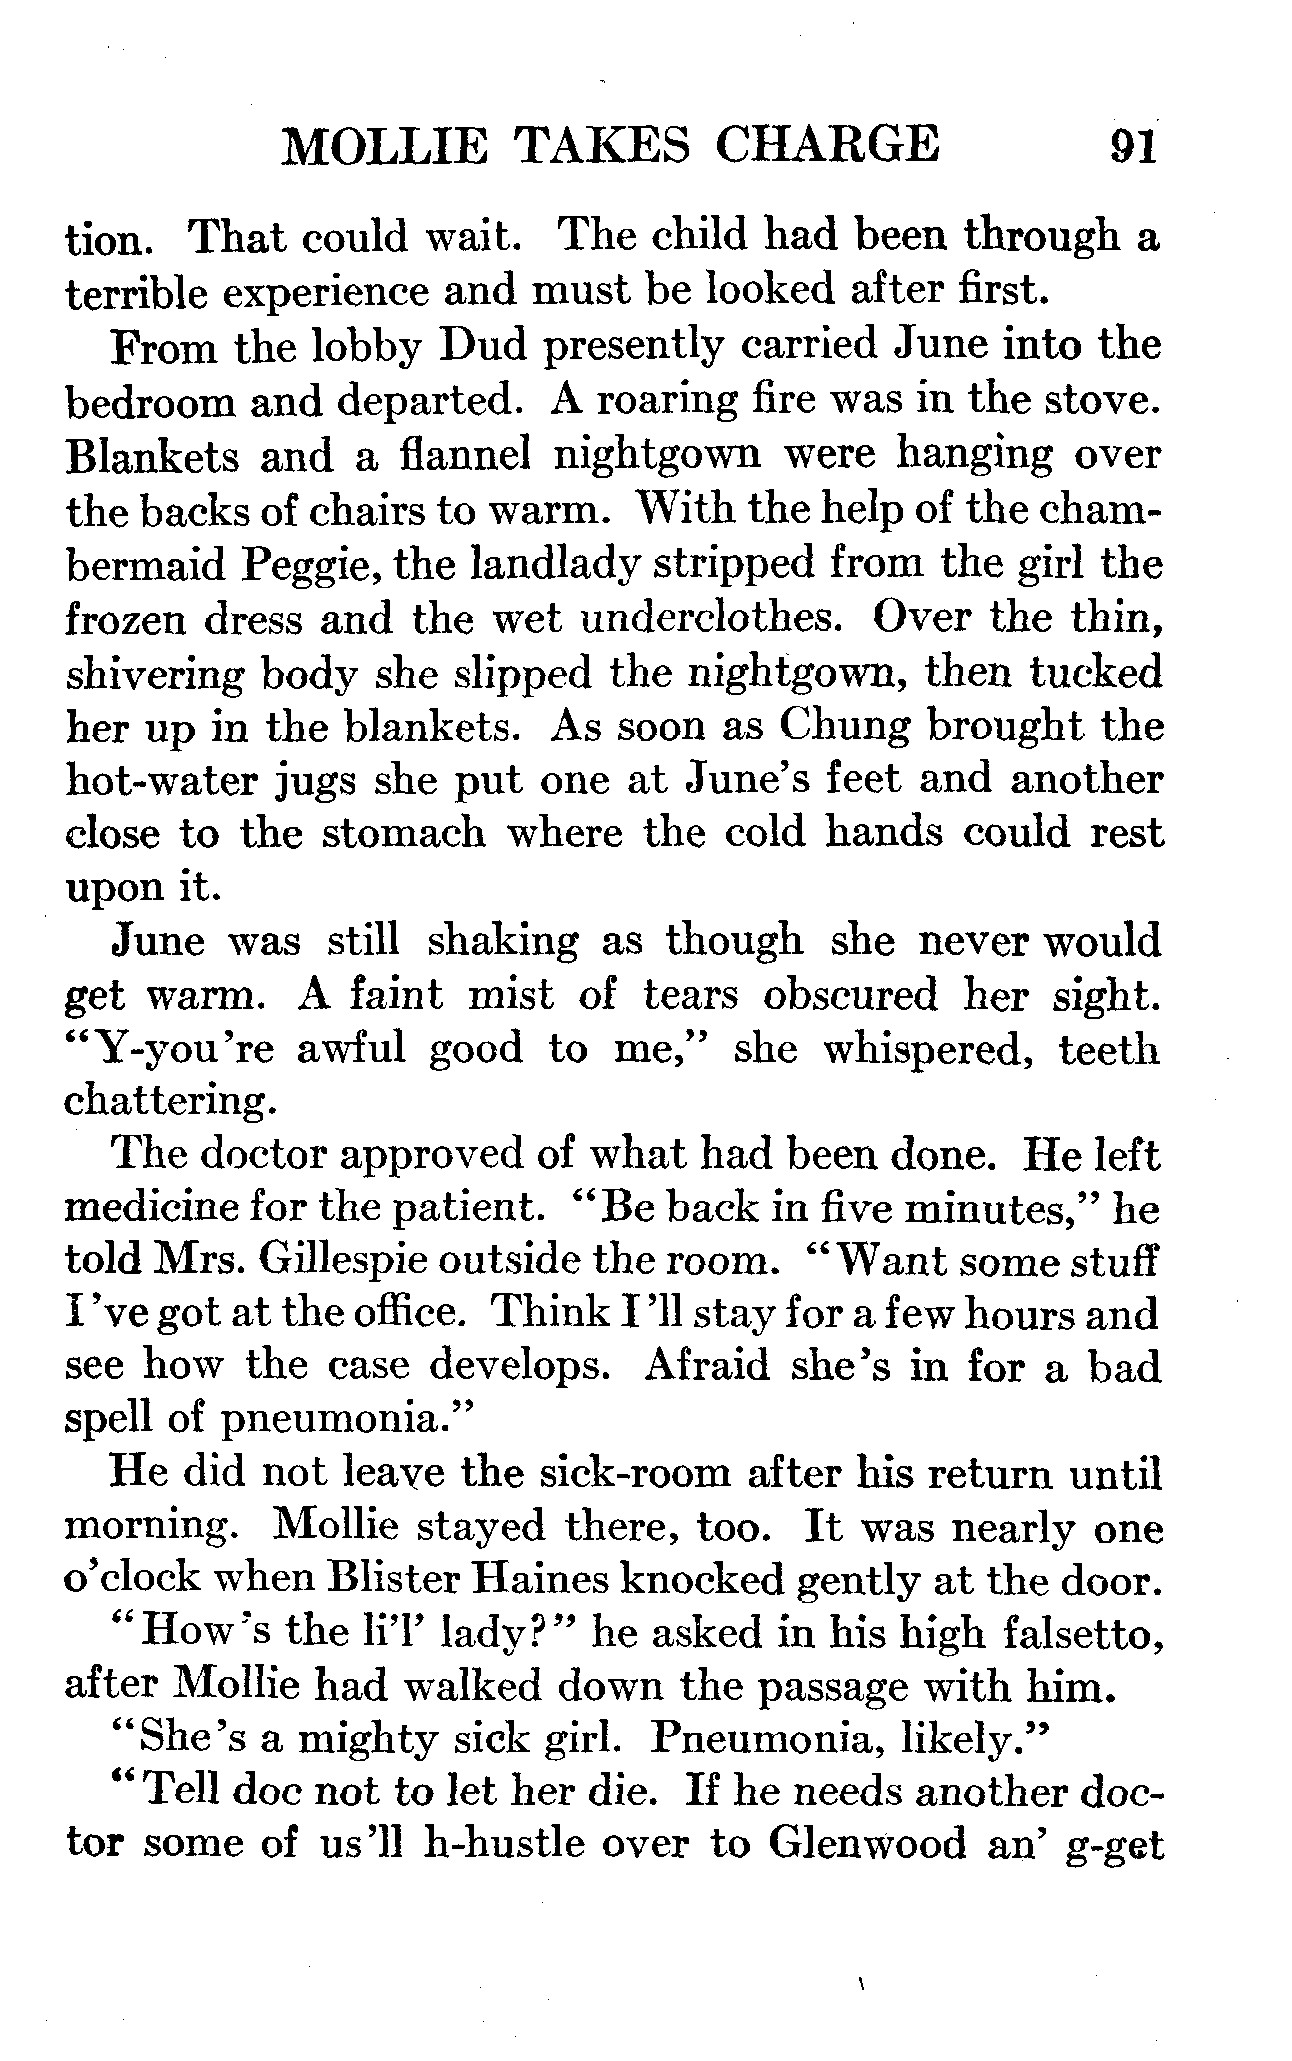 MOLLIE TAKES CHARGE 91
tion. That could wait. The child had been through a
terrible experience and must be looked after first.
From the lobby Dud presently carried June into the
bedroom and departed. A roaring fire was in the stove.
Blankets and a flannel nightgown were hanging over
the backs of chairs to warm. With the help of the cham-
bermaid Peggie, the landlady stripped from the girl the
frozen dress and the wet underclothes. Over the thin,
shivering body she slipped the nightgown, then tucked
her up in the blankets. As soon as Chung brought the
hot-water jugs she put one at June's feet and another
close to the stomach where the cold hands could rest
upon it.
June was still shaking as though she never would
get warm. A faint mist of tears obscured her sight.
“Y-you're awful good to me,” she whispered, teeth
chattering.
The doctor approved of what had been done. He left
medicine for the patient. “Be back in five minutes,” he
told Mrs. Gillespie outside the room. “Want some stuff
I've got at the office. Think I'll stay for a few hours and
see how the case develops. Afraid she's in for a bad
spell of pneumonia.”
He did not leave the sick-room after his return until
morning. Mollie stayed there, too. It was nearly one
o'clock when Blister Haines knocked gently at the door.
“How's the li'l' lady?” he asked in his high falsetto,
after Mollie had walked down the passage with him.
“She's a mighty sick girl. Pneumonia, likely.”
“Tell doc not to let her die. If he needs another doc-
tor some of us'll h-hustle over to Glenwood an' g-get